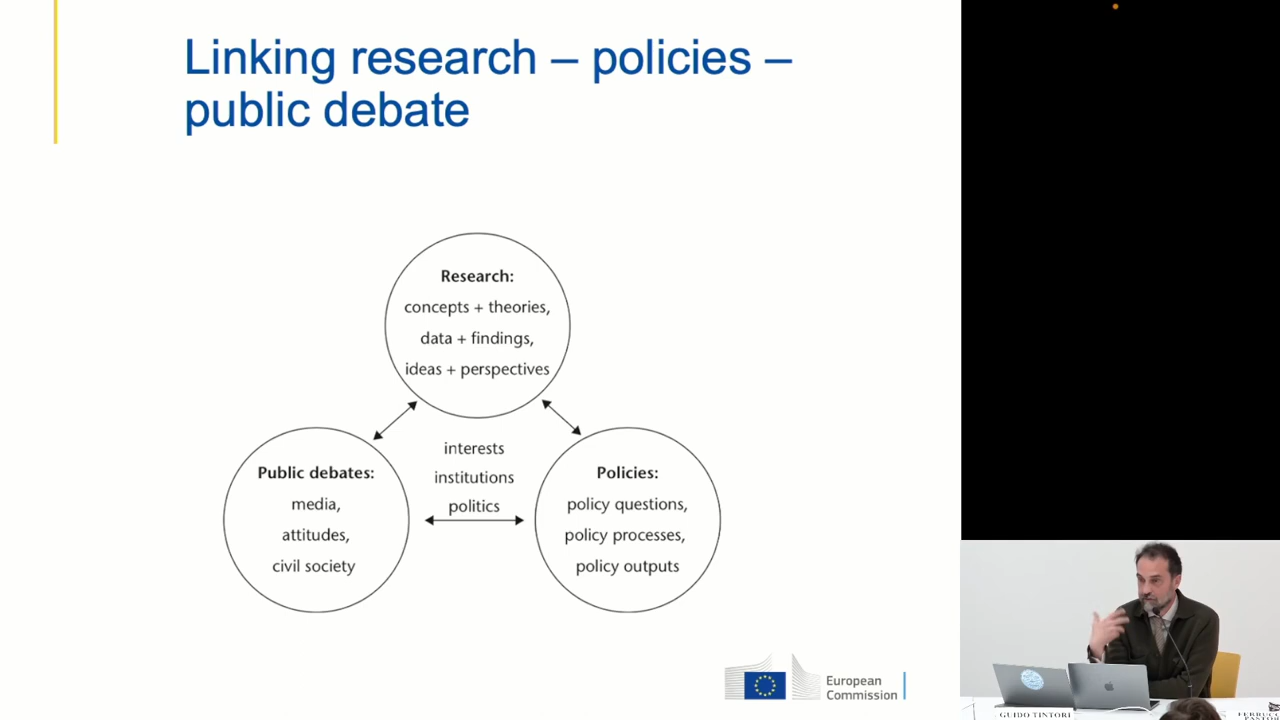 Linking research – policies –
public debate
Research:
concepts + theories,
data + findings,
ideas + perspectives
interests
institutions
politics
Public debates:
media,
attitudes,
civil society
Policies:
policy questions,
policy processes,
policy outputs
European
Commission
GUIDO TINTORI